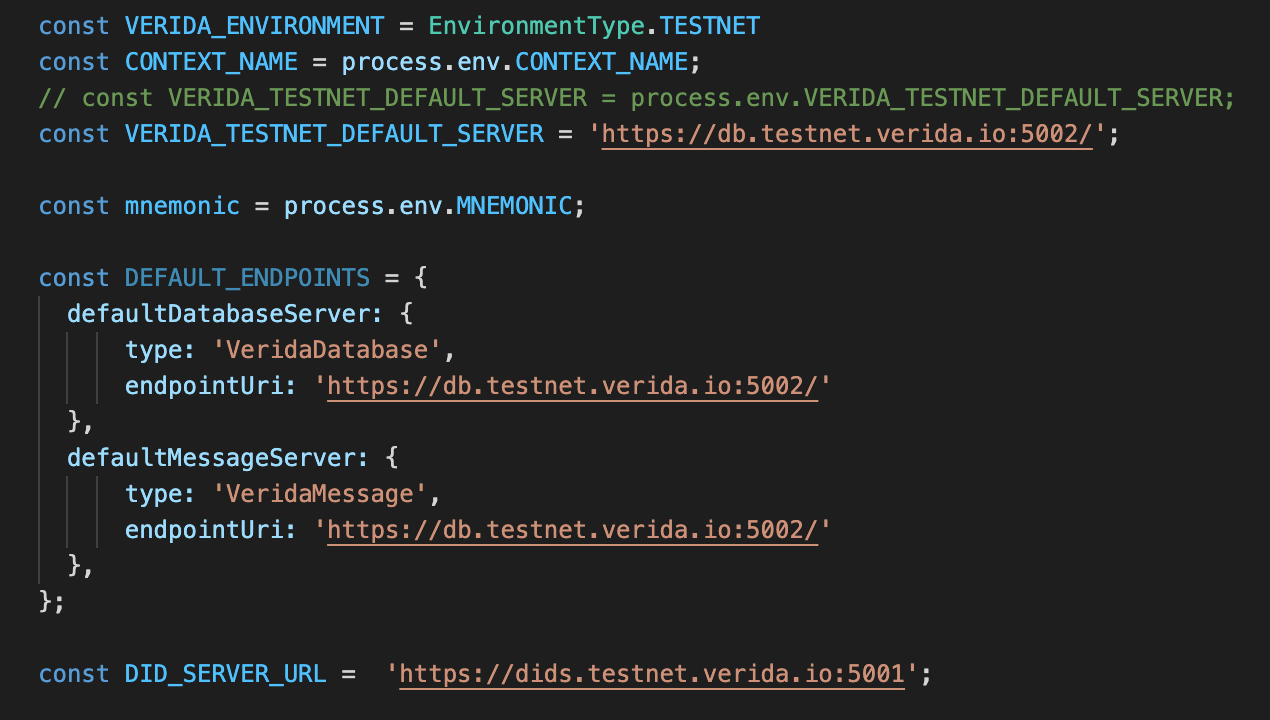 const VERIDA_ENVIRONMENT = EnvironmentType.TESTNET
const CONTEXT_NAME = process.env.CONTEXT_NAME;
// const VERIDA_TESTNET_DEFAULT_SERVER = process.env.VERIDA_TESTNET_DEFAULT_SERVER;
const VERIDA_TESTNET_DEFAULT_SERVER = 'https://db.testnet.verida.io:5002/';
const mnemonic = process.env.MNEMONIC;
const DEFAULT_ENDPOINTS = {
  defaultDatabaseServer: {
      type: 'VeridaDatabase',
      endpointUri: 'https://db.testnet.verida.io:5002/'
  },
  defaultMessageServer: {
      type: 'VeridaMessage',
      endpointUri: 'https://db.testnet.verida.io:5002/'
  },
};
const DID_SERVER_URL =  'https://dids.testnet.verida.io:5001';